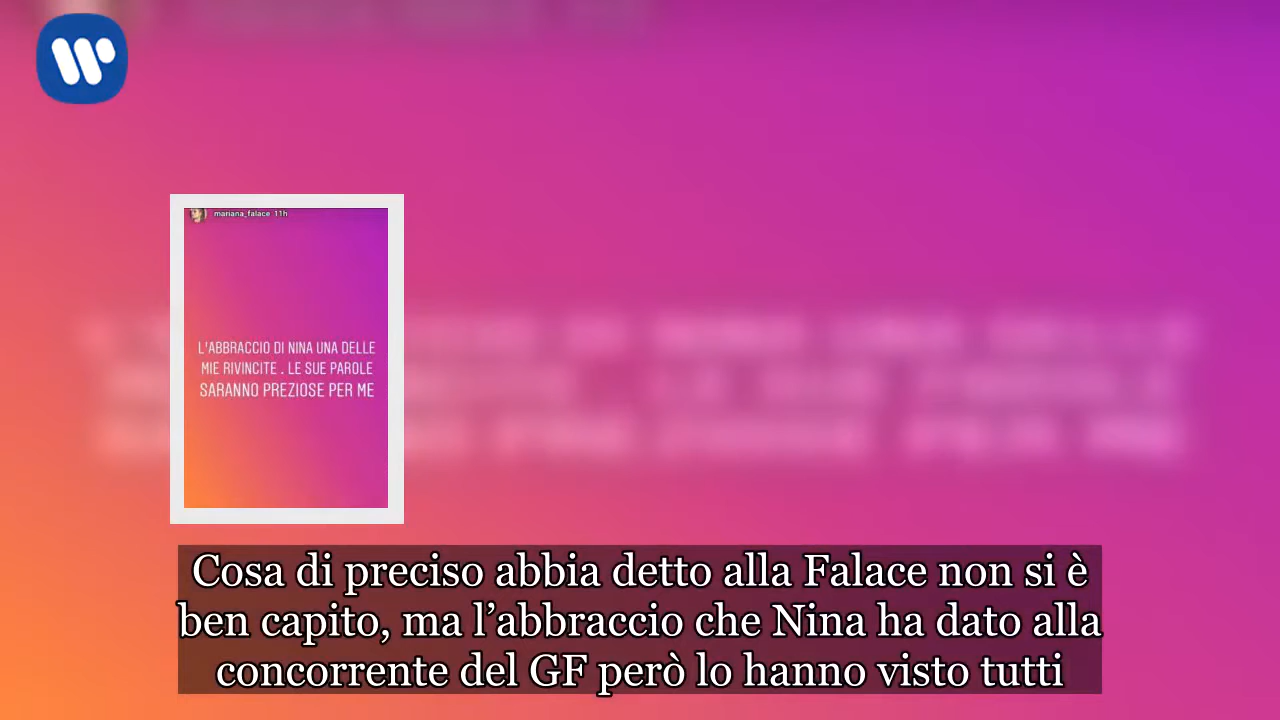 mariana_falace 11h
L'ABBRACCIO DI NINA UNA DELLE
MIE RIVINCITE . LE SUE PAROLE
SARANNO PREZIOSE PER ME
Cosa di preciso abbia detto alla Falace non si è
ben capito, ma l’abbraccio che Nina ha dato alla
concorrente del GF però lo hanno visto tutti